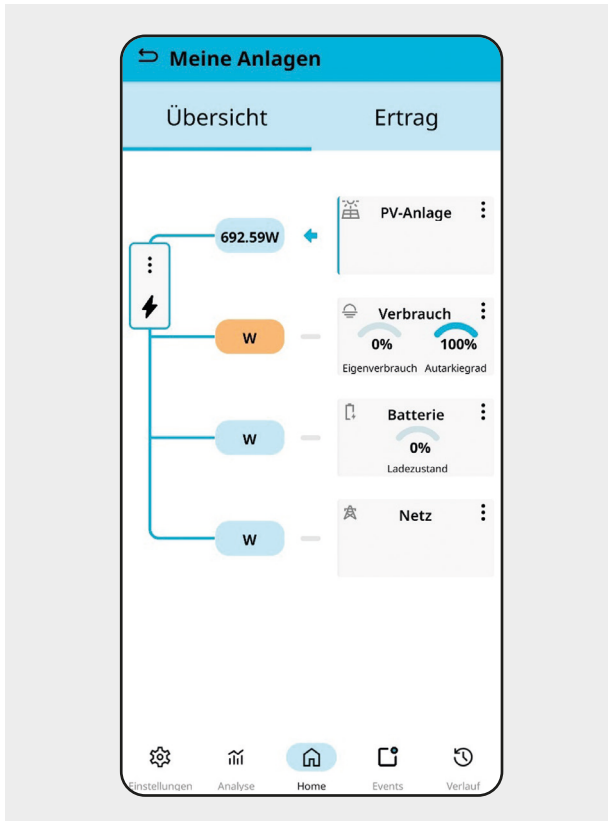 Meine Anlagen
Übersicht
Ertrag
PV-Anlage
692.59W
Verbrauch
W
0%
100%
Eigenverbrauch
Autarkiegrad
Batterie
W
0%
Ladezustand
Netz
W
Einstellungen
Analyse
Home
Events
Verlauf